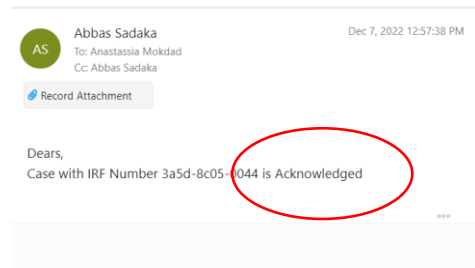 AS
Abbas Sadaka
Dec 7, 2022 12:57:38 PM
To: Anastassia Mokdad
Cc: Abbas Sadaka
Record Attachment
Dears,
Case with IRF Number 3a5d-8c05-0044 is Acknowledged